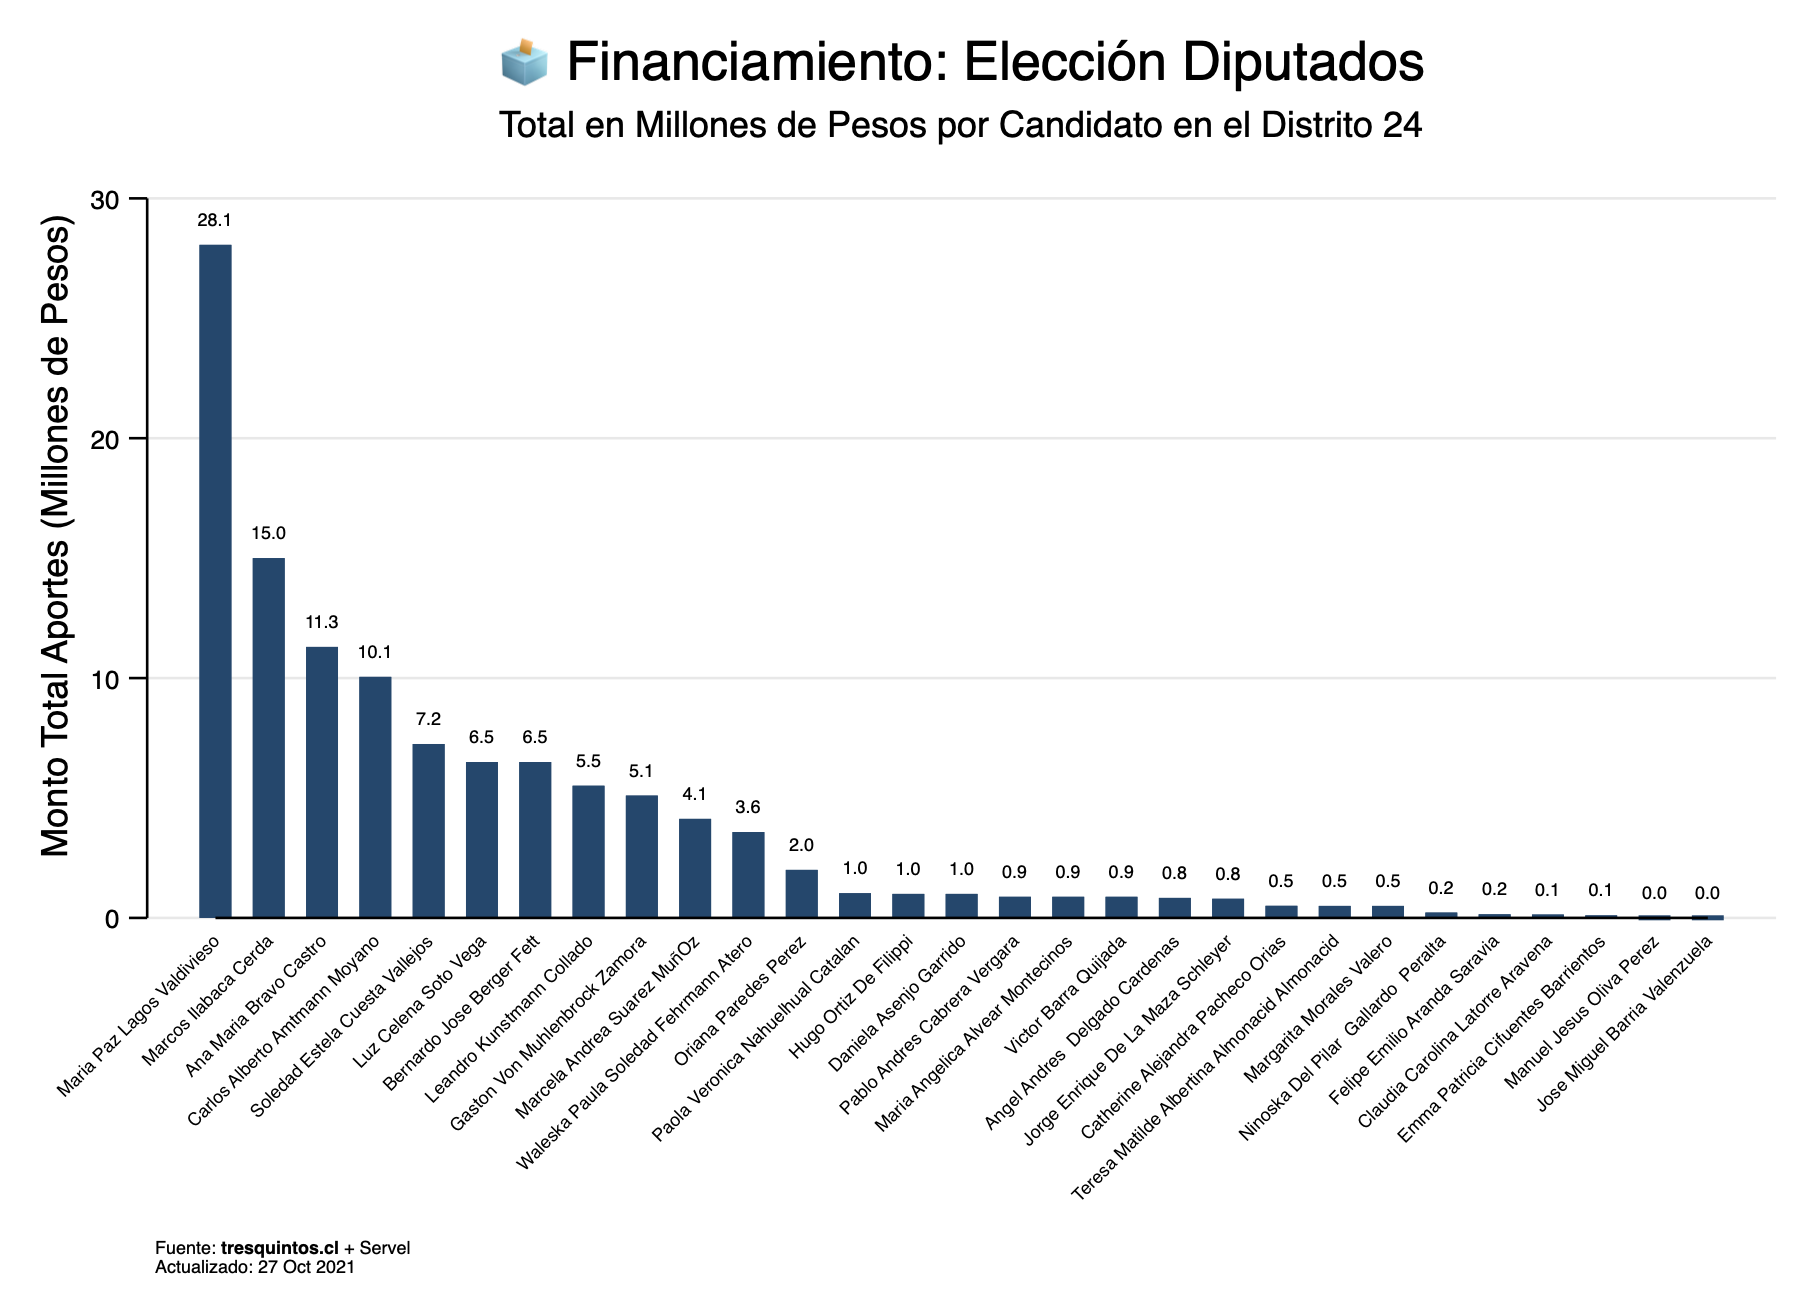 Financiamiento: Elección Diputados
Total en Millones de Pesos por Candidato en el Distrito 24
Monto Total Aportes (Millones de Pesos)
30
20
10
0
28.1
15.0
11.3
10.1
7.2
6.5
6.5
5.5
5.1
4.1
3.6
2.0
1.0
1.0
1.0
0.9
0.9
0.9
0.8
0.8
0.5
0.5
0.5
0.2
0.2
0.1
0.1
0.0
0.0
Maria Paz Lagos Valdivieso
Marcos Ilabaca Cerda
Ana Maria Bravo Castro
Carlos Alberto Amtmann Moyano
Soledad Estela Cuesta Vallejos
Luz Celena Soto Vega
Bernardo Jose Berger Fett
Leandro Kunstmann Collado
Gaston Von Muhlenbrock Zamora
Marcela Andrea Suarez MuñOz
Waleska Paula Soledad Fehrmann Atero
Oriana Paredes Perez
Paola Veronica Nahuelhual Catalan
Hugo Ortiz De Filippi
Daniela Asenjo Garrido
Pablo Andres Cabrera Vergara
Maria Angelica Alvear Montecinos
Victor Barra Quijada
Angel Andres  Delgado Cardenas
Jorge Enrique De La Maza Schleyer
Catherine Alejandra Pacheco Orias
Teresa Matilde Albertina Almonacid Almonacid
Margarita Morales Valero
Ninoska Del Pilar  Gallardo  Peralta
Felipe Emilio Aranda Saravia
Claudia Carolina Latorre Aravena
Emma Patricia Cifuentes Barrientos
Manuel Jesus Oliva Perez
Jose Miguel Barria Valenzuela
Fuente: tresquintos.cl + Servel
Actualizado: 27 Oct 2021